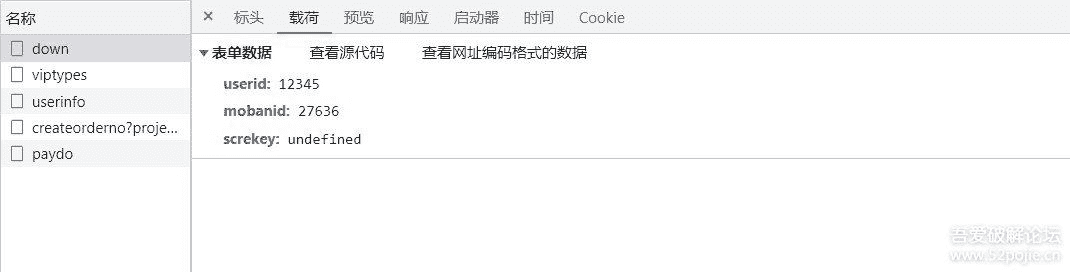 名称
down
viptypes
userinfo
createorderno?proje...
paydo
× 标头 载荷 预览 响应 启动器 时间 Cookie
▼表单数据 查看源代码 查看网址编码格式的数据
userid: 12345
mobanid: 27636
screkey: undefined
吾爱破解论坛
www.52pojie.cn